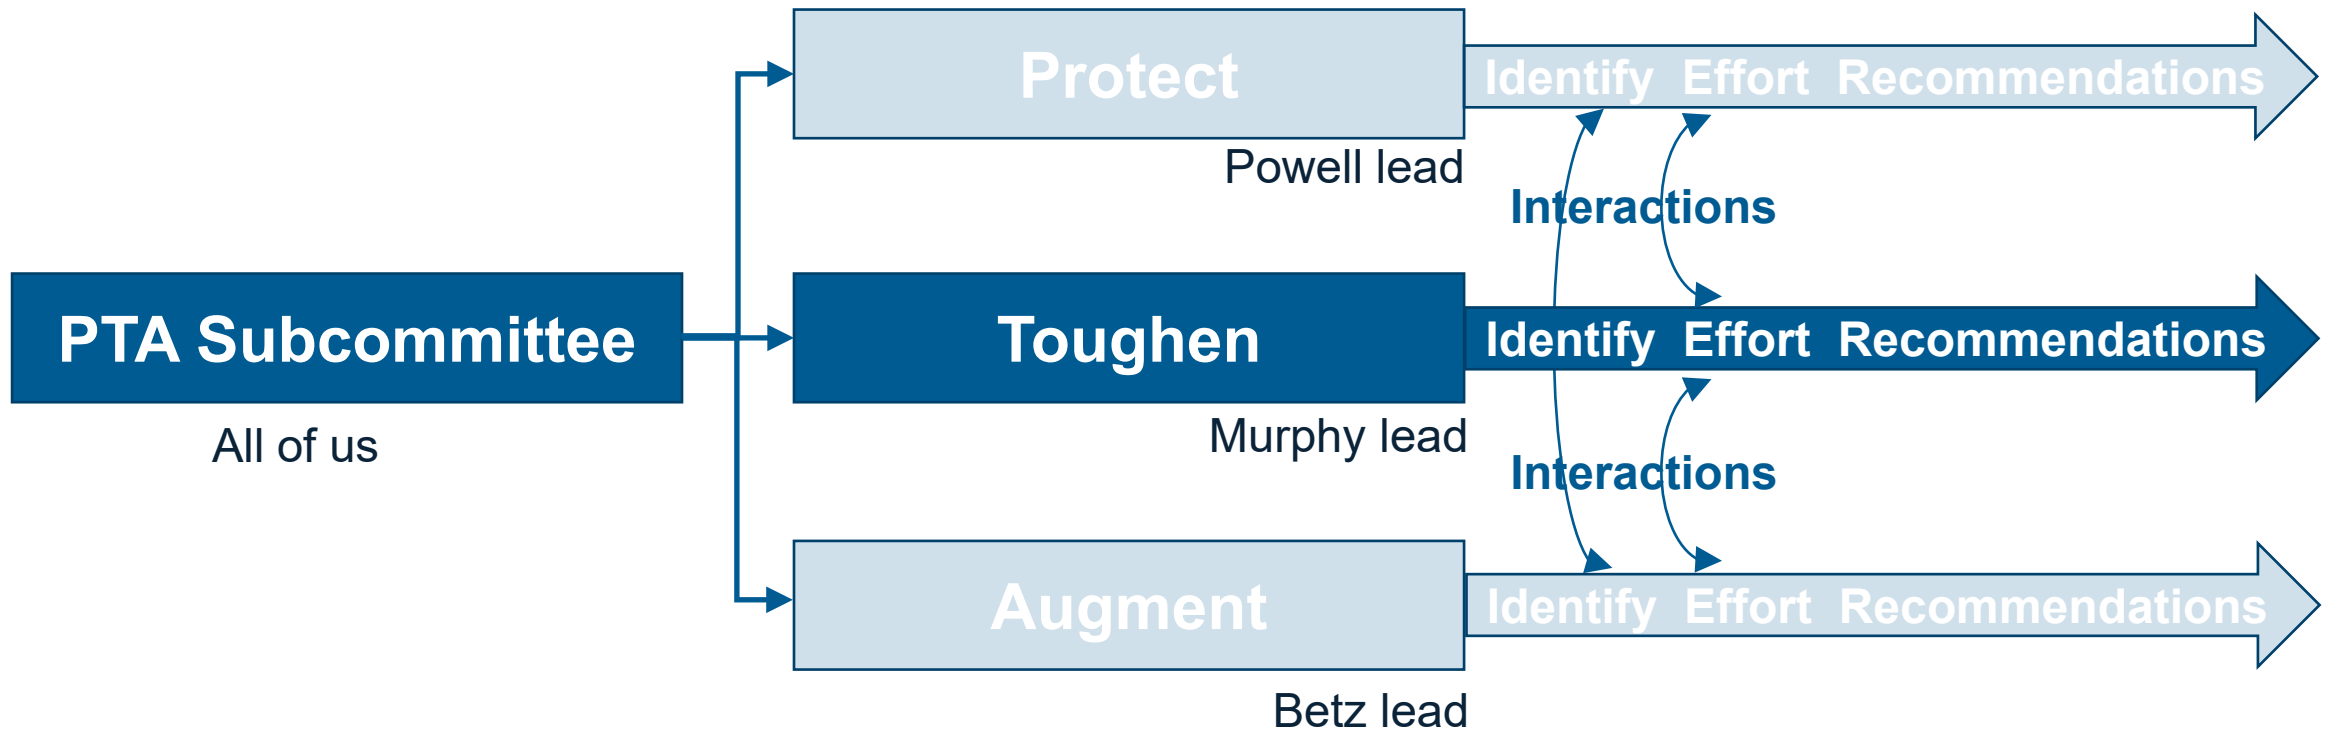 Protect
Identify Effort Recommendations
Powell lead
Interactions
PTA Subcommittee
All of us
Toughen
Identify Effort Recommendations
Murphy lead
Interactions
Augment
Identify Effort Recommendations
Betz lead